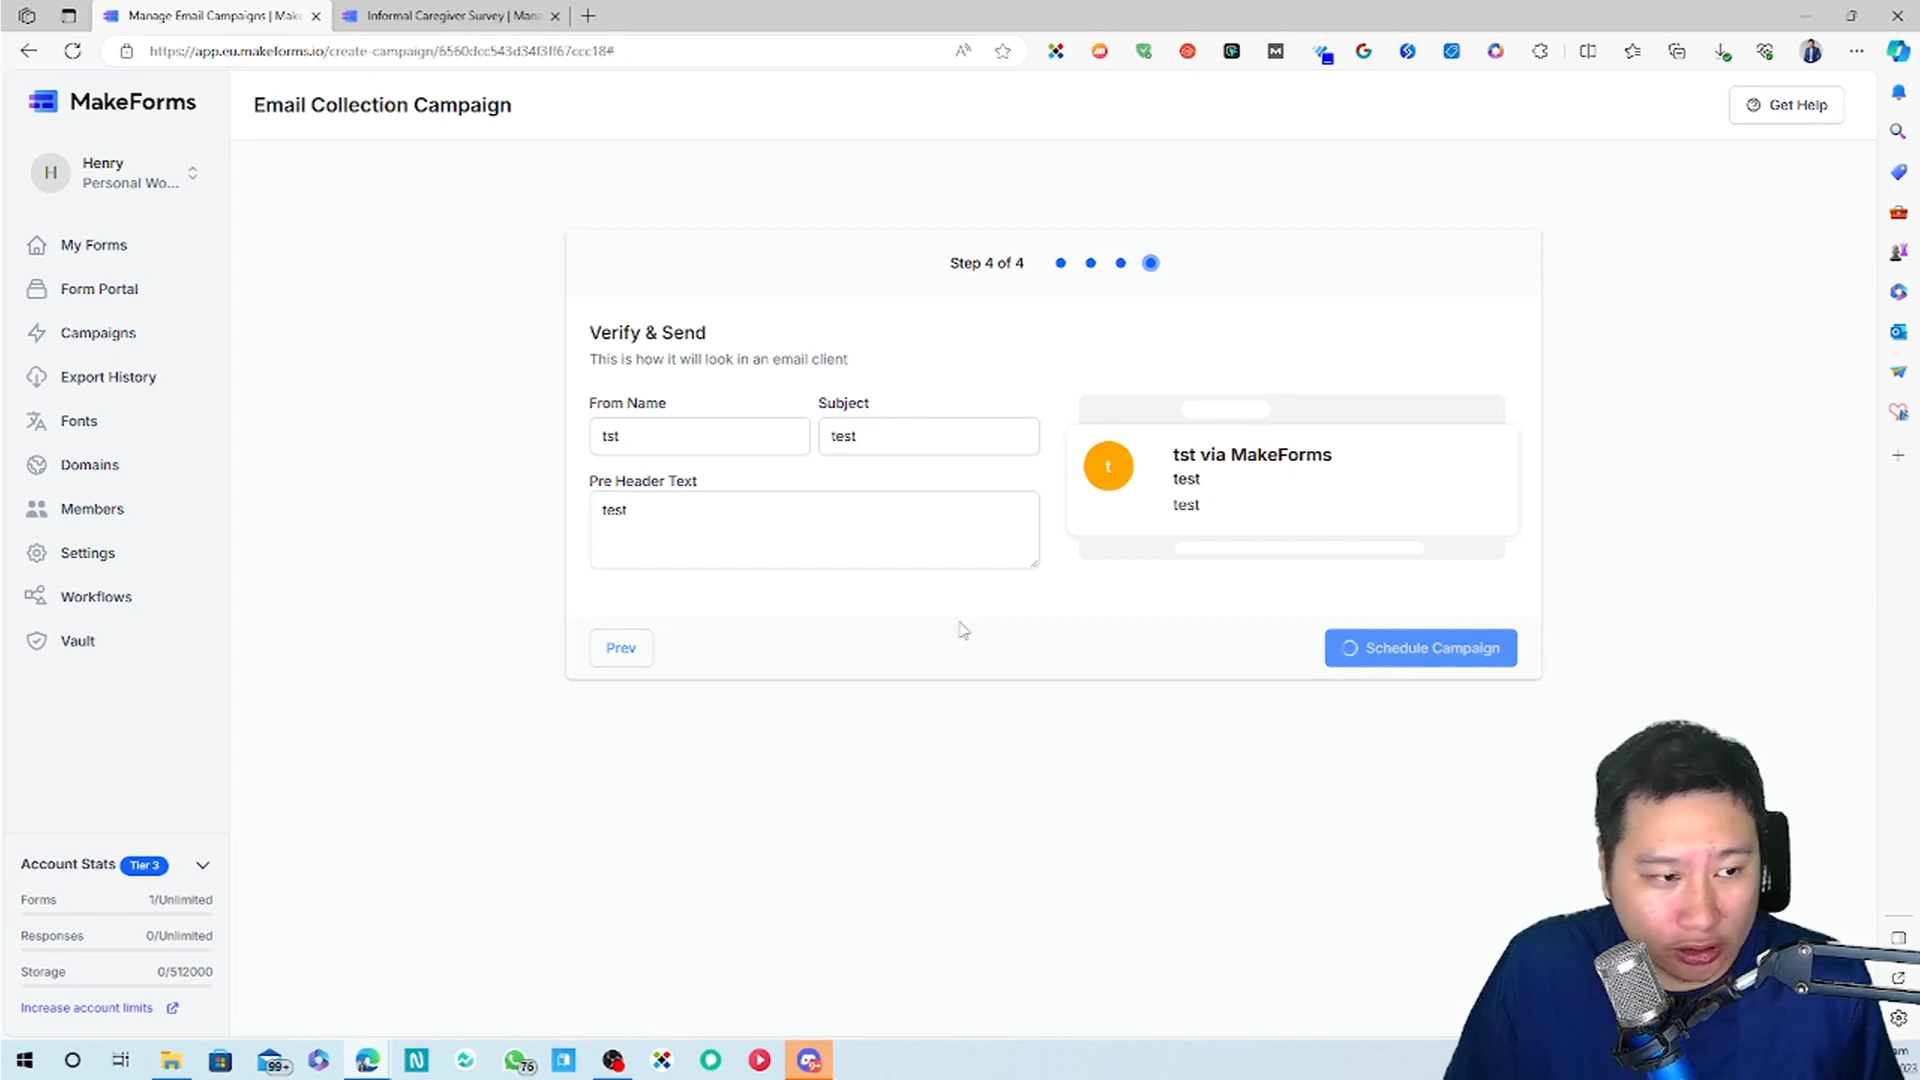 Manage Email Campaigns | Make
Informal Caregiver Survey | Mana
https://app.eu.makeforms.io/create-campaign/6560dcc543d34f3ff67ccc18#
MakeForms
Email Collection Campaign
Get Help
H
Henry
Personal Wo...
My Forms
Form Portal
Campaigns
Export History
Fonts
Domains
Members
Settings
Workflows
Vault
Step 4 of 4
Verify & Send
This is how it will look in an email client
From Name
Subject
tst
test
Pre Header Text
test
t
tst via MakeForms
test
test
Prev
Schedule Campaign
Account Stats
Tier 3
Forms
1/Unlimited
Responses
0/Unlimited
Storage
0/512000
Increase account limits
99+
76